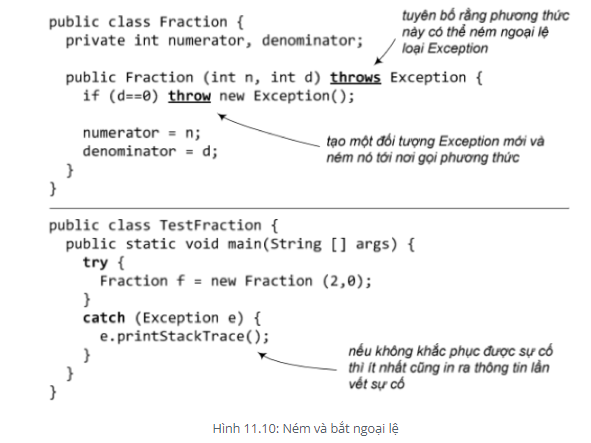 public class Fraction {
private int numerator, denominator;
tuyên bố rằng phương thức
này có thể ném ngoại lệ
loại Exception
public Fraction (int n, int d) throws Exception {
if (d==0) throw new Exception();
numerator = n;
denominator = d;
tạo một đối tượng Exception mới và
ném nó tới nơi gọi phương thức
}
}
public class TestFraction {
public static void main(String [] args) {
try {
Fraction f = new Fraction (2,0);
}
catch (Exception e) {
e.printStackTrace();
}
nếu không khắc phục được sự cố
thì ít nhất cũng in ra thông tin lần
vết sự cố
}
}
Hình 11.10: Ném và bắt ngoại lệ